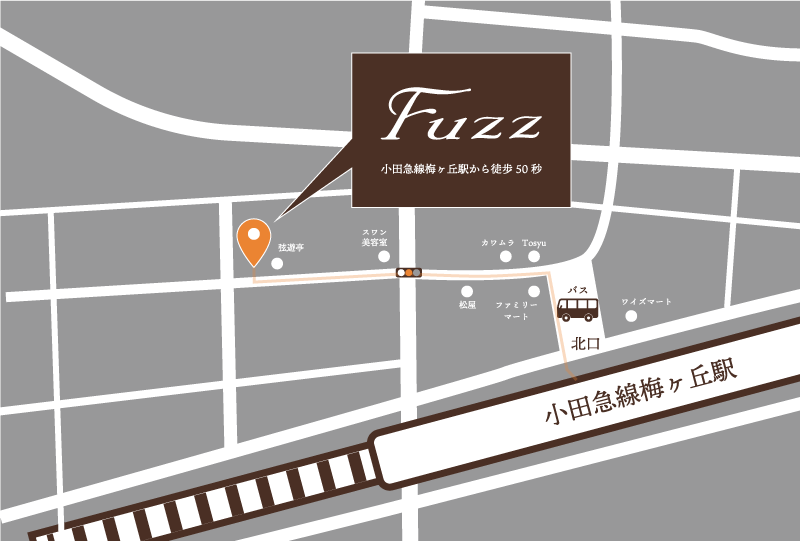 Fuzz
小田急線梅ヶ丘駅から徒歩50秒
スワン
美容室
弦遊亭
カワムラ
Tosyu
松屋
ファミリー
マート
バス
ワイズマート
北口
小田急線梅ヶ丘駅